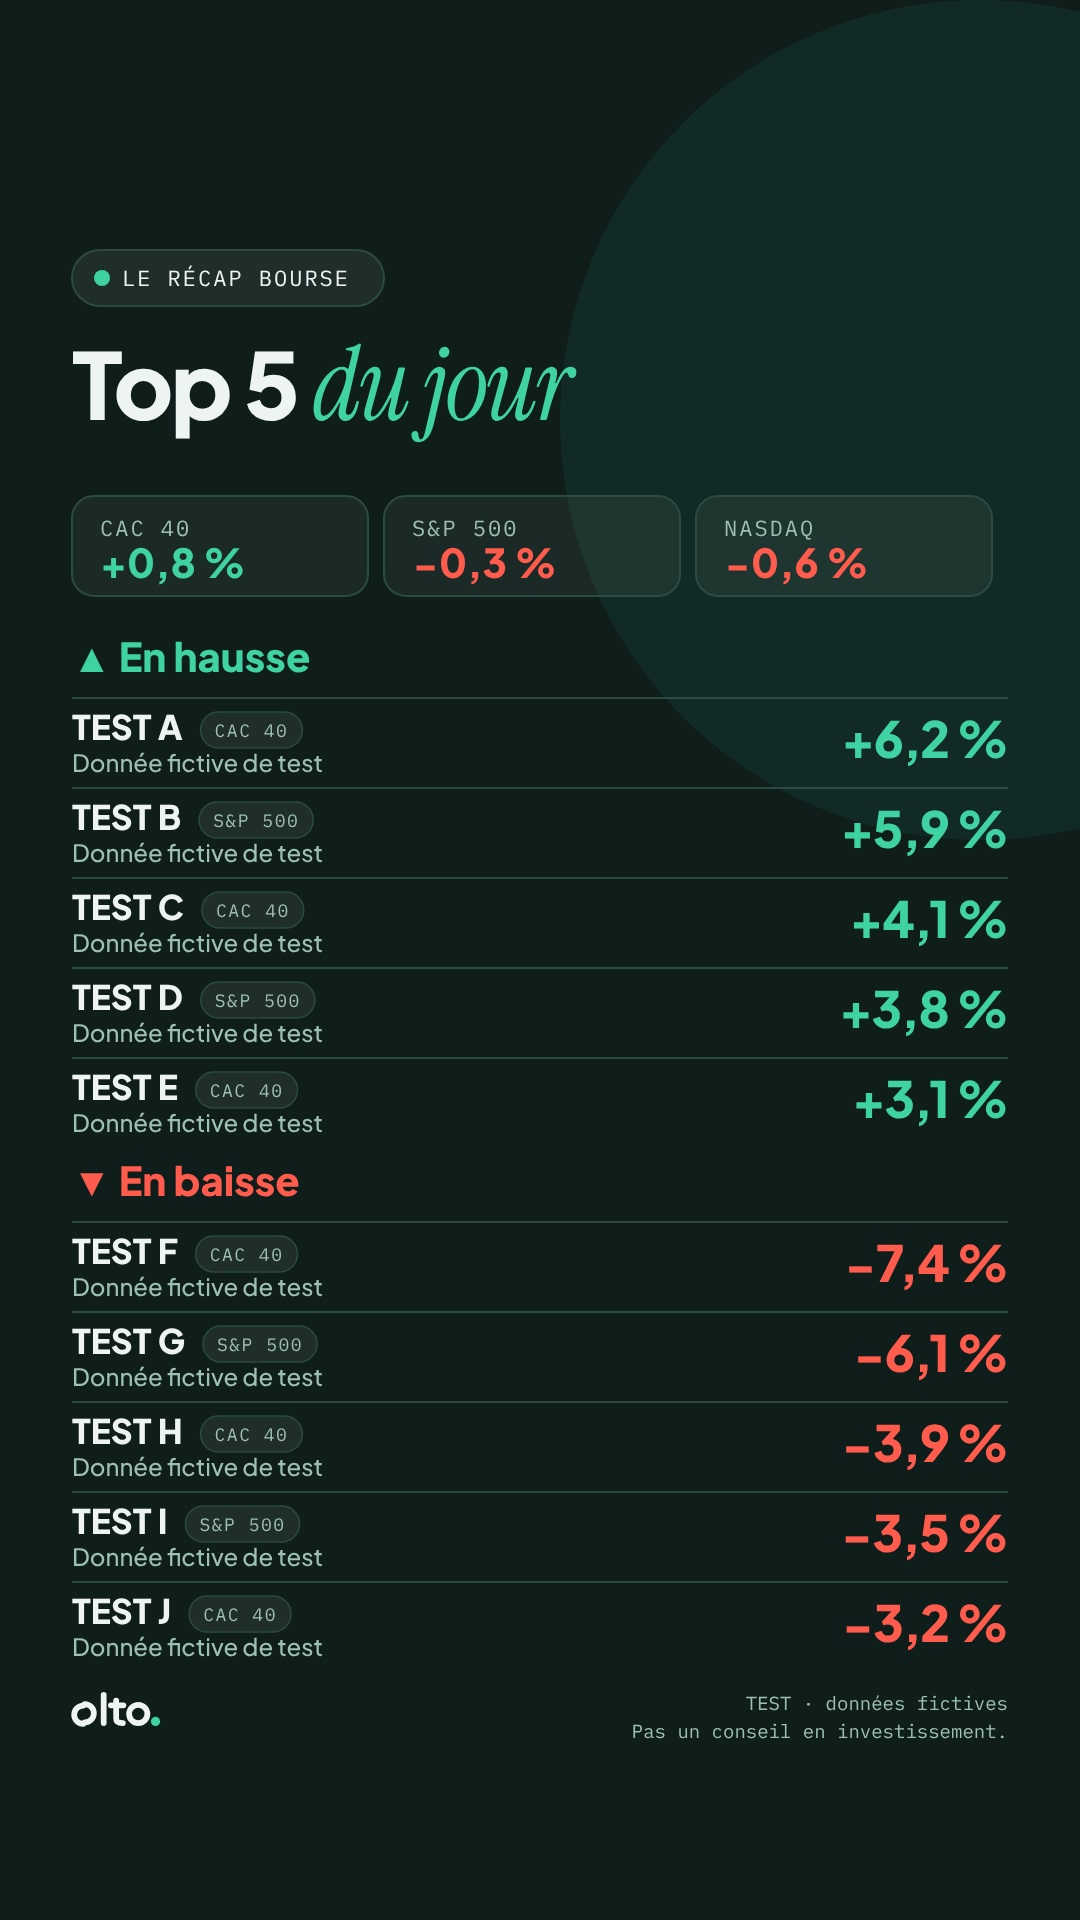 LE RÉCAP BOURSE
Top 5 du jour
CAC 40
+0,8 %
S&P 500
−0,3 %
NASDAQ
−0,6 %
▲ En hausse
TEST A CAC 40
Donnée fictive de test
+6,2 %
TEST B S&P 500
Donnée fictive de test
+5,9 %
TEST C CAC 40
Donnée fictive de test
+4,1 %
TEST D S&P 500
Donnée fictive de test
+3,8 %
TEST E CAC 40
Donnée fictive de test
+3,1 %
▼ En baisse
TEST F CAC 40
Donnée fictive de test
−7,4 %
TEST G S&P 500
Donnée fictive de test
−6,1 %
TEST H CAC 40
Donnée fictive de test
−3,9 %
TEST I S&P 500
Donnée fictive de test
−3,5 %
TEST J CAC 40
Donnée fictive de test
−3,2 %
olto.
TEST · données fictives
Pas un conseil en investissement.